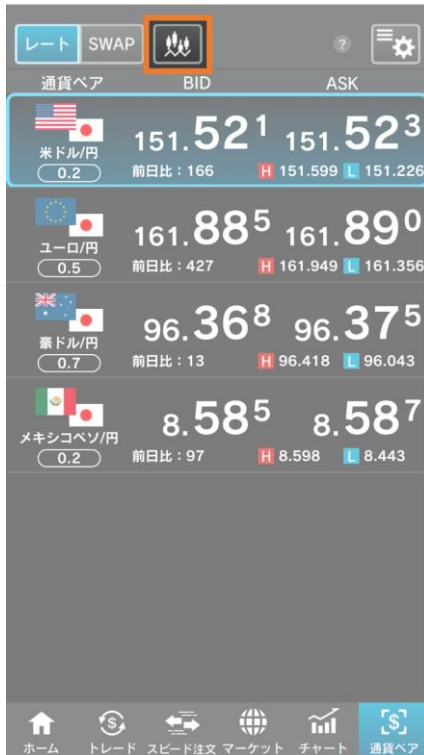 レート SWAP ?
通貨ペア BID ASK
151.521 151.523
米ドル/円
0.2 前日比：166 H 151.599 L 151.226
161.885 161.890
ユーロ/円
0.5 前日比：427 H 161.949 L 161.356
96.368 96.375
豪ドル/円
0.7 前日比：13 H 96.418 L 96.043
8.585 8.587
メキシコペソ/円
0.2 前日比：97 H 8.598 L 8.443
ホーム トレード スピード注文 マーケット チャート 通貨ペア